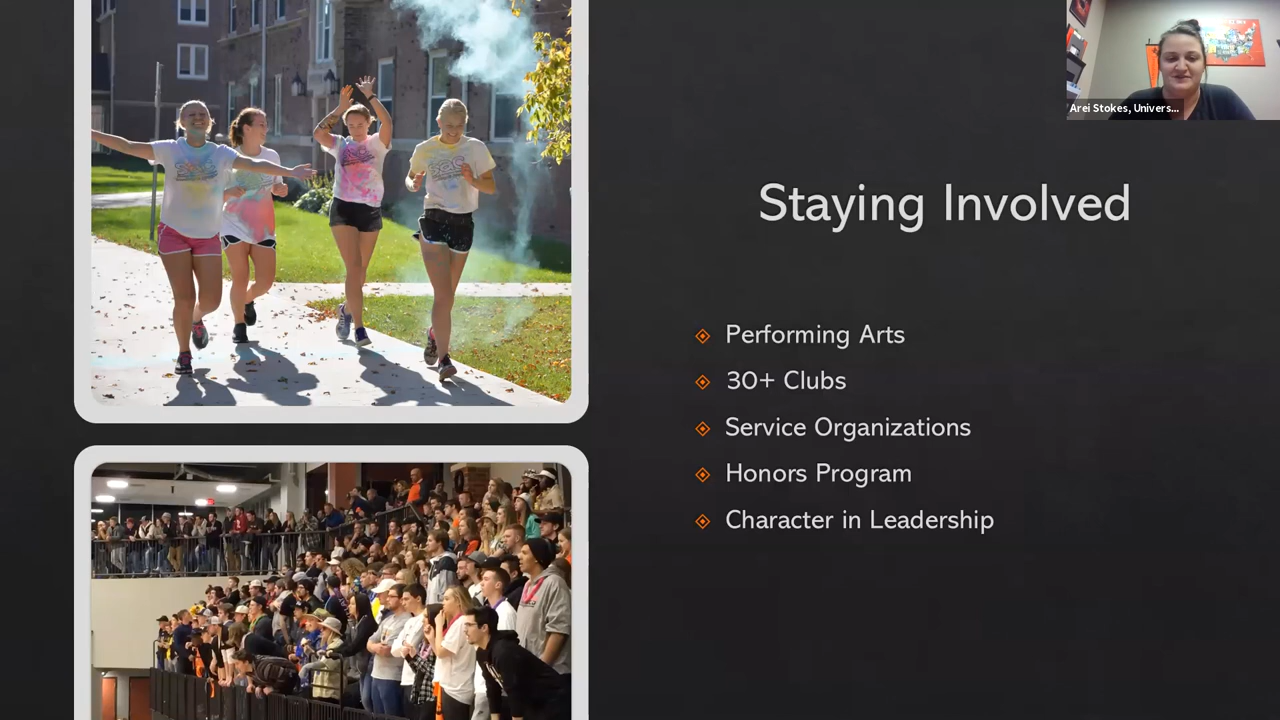 Arei Stokes, Univers...
Staying Involved
Performing Arts
30+ Clubs
Service Organizations
Honors Program
Character in Leadership